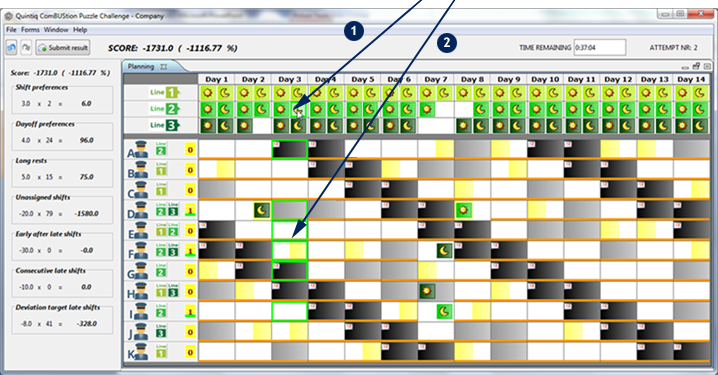 Quintiq ComBUStion Puzzle Challenge - Company
File Forms Window Help
Submit result
SCORE: -1731.0 ( -1116.77 %)
TIME REMAINING 0:37:04 ATTEMPT NR: 2
1
2
Score: -1731.0 ( -1116.77 %)
Shift preferences
3.0 x 2 = 6.0
Dayoff preferences
4.0 x 24 = 96.0
Long rests
5.0 x 15 = 75.0
Unassigned shifts
-20.0 x 79 = -1580.0
Early after late shifts
-30.0 x 0 = -0.0
Consecutive late shifts
-10.0 x 0 = 0.0
Deviation target late shifts
-8.0 x 41 = -328.0
Planning
Day 1 Day 2 Day 3 Day 4 Day 5 Day 6 Day 7 Day 8 Day 9 Day 10 Day 11 Day 12 Day 13 Day 14
Line 1
Line 2
Line 3
A Line 2 0
B Line 1 0
C Line 1 0
D Line 2 Line 3 1
E Line 1 Line 2 0
F Line 2 Line 3 1
G Line 2 0
H Line 1 Line 3 0
I Line 2 1
J Line 3 0
K Line 1 0